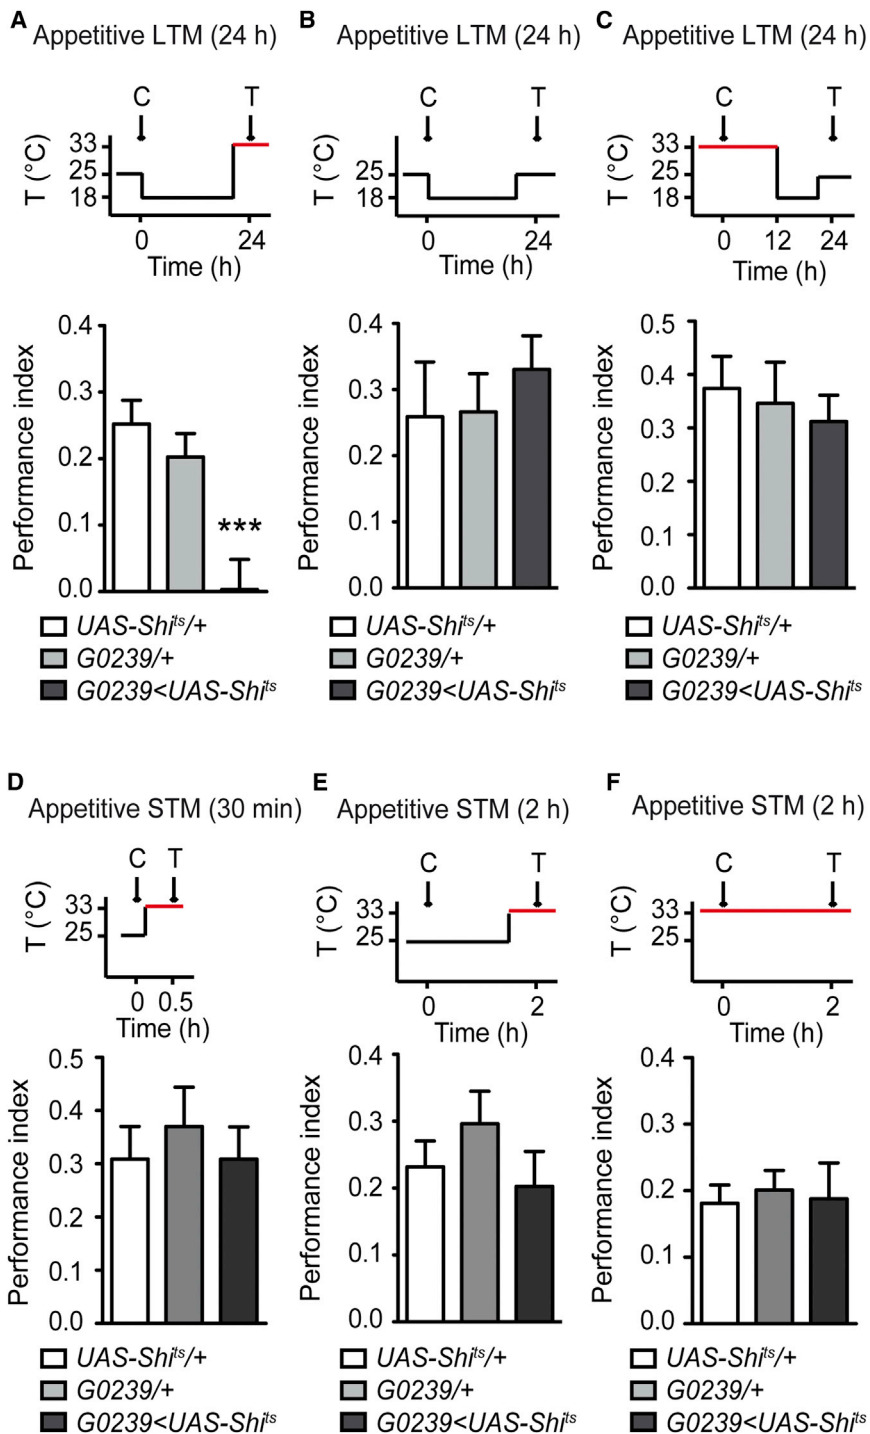 A Appetitive LTM (24 h)
C T
T (°C)
33
25
18
0 24
Time (h)
Performance index
0.4
0.3
0.2
0.1
0.0
***
UAS-Shiᵗˢ/+
G0239/+
G0239<UAS-Shiᵗˢ
B Appetitive LTM (24 h)
C T
T (°C)
25
18
0 24
Time (h)
Performance index
0.4
0.3
0.2
0.1
0.0
UAS-Shiᵗˢ/+
G0239/+
G0239<UAS-Shiᵗˢ
C Appetitive LTM (24 h)
C T
T (°C)
33
25
18
0 12 24
Time (h)
Performance index
0.5
0.4
0.3
0.2
0.1
0.0
UAS-Shiᵗˢ/+
G0239/+
G0239<UAS-Shiᵗˢ
D Appetitive STM (30 min)
C T
T (°C)
33
25
0 0.5
Time (h)
Performance index
0.5
0.4
0.3
0.2
0.1
0.0
UAS-Shiᵗˢ/+
G0239/+
G0239<UAS-Shiᵗˢ
E Appetitive STM (2 h)
C T
T (°C)
33
25
0 2
Time (h)
Performance index
0.4
0.3
0.2
0.1
0.0
UAS-Shiᵗˢ/+
G0239/+
G0239<UAS-Shiᵗˢ
F Appetitive STM (2 h)
C T
T (°C)
33
25
0 2
Time (h)
Performance index
0.4
0.3
0.2
0.1
0.0
UAS-Shiᵗˢ/+
G0239/+
G0239<UAS-Shiᵗˢ